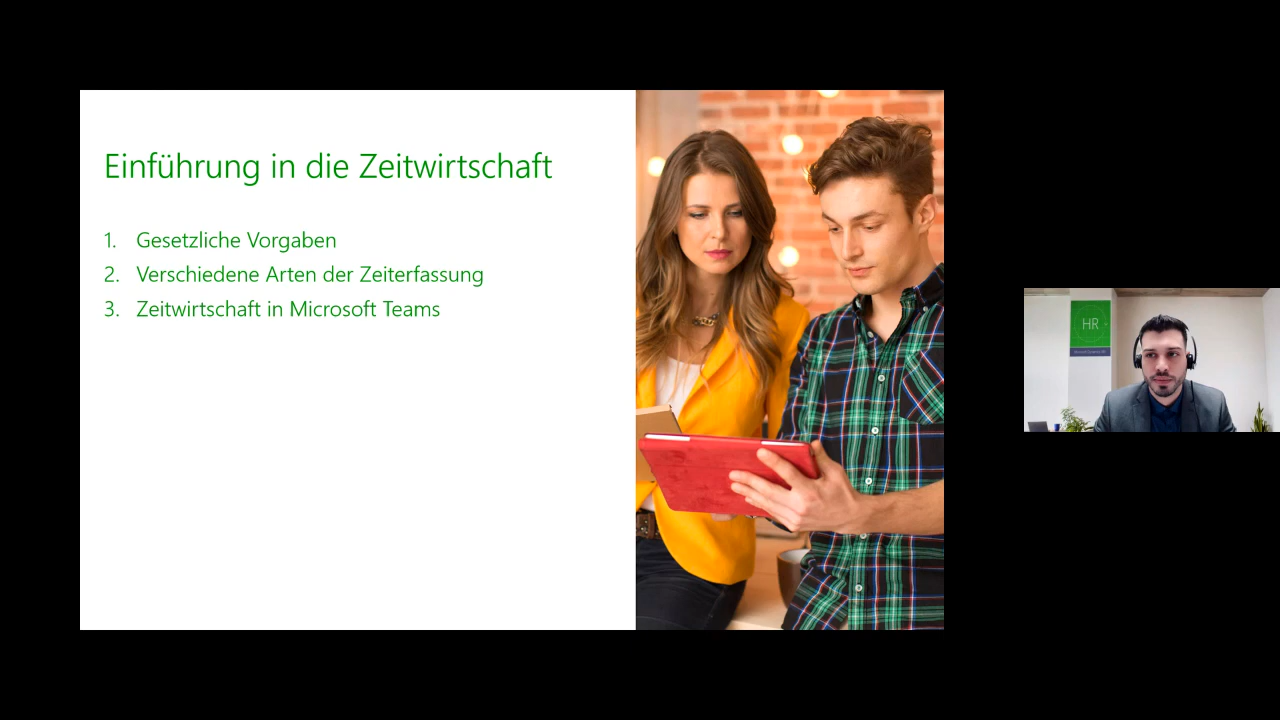 Einführung in die Zeitwirtschaft
1. Gesetzliche Vorgaben
2. Verschiedene Arten der Zeiterfassung
3. Zeitwirtschaft in Microsoft Teams
HR